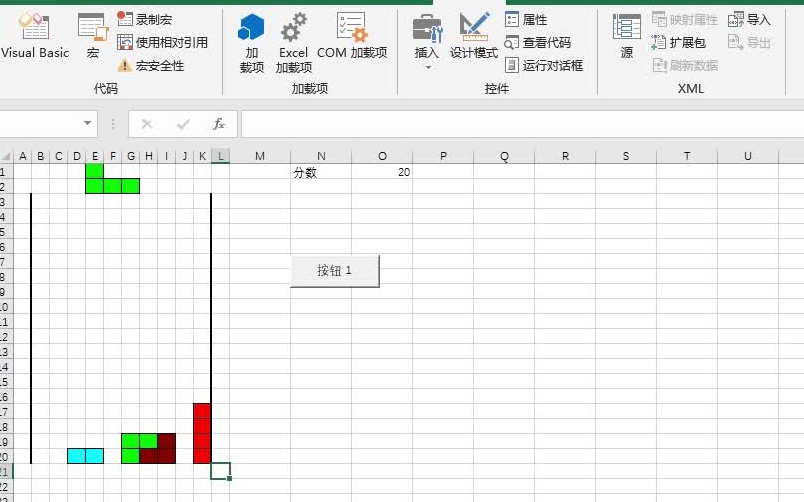 录制宏 属性 映射属性 导入
使用相对引用 查看代码 扩展包 导出
Visual Basic 宏 加载项 Excel 加载项 COM 加载项 插入 设计模式 源
宏安全性 运行对话框 刷新数据
代码 加载项 控件 XML
fx
A B C D E F G H I J K L M N O P Q R S T U
1 分数 20
2
3
4
5
6
7 按钮 1
8
9
10
11
12
13
14
15
16
17
18
19
20
21
22